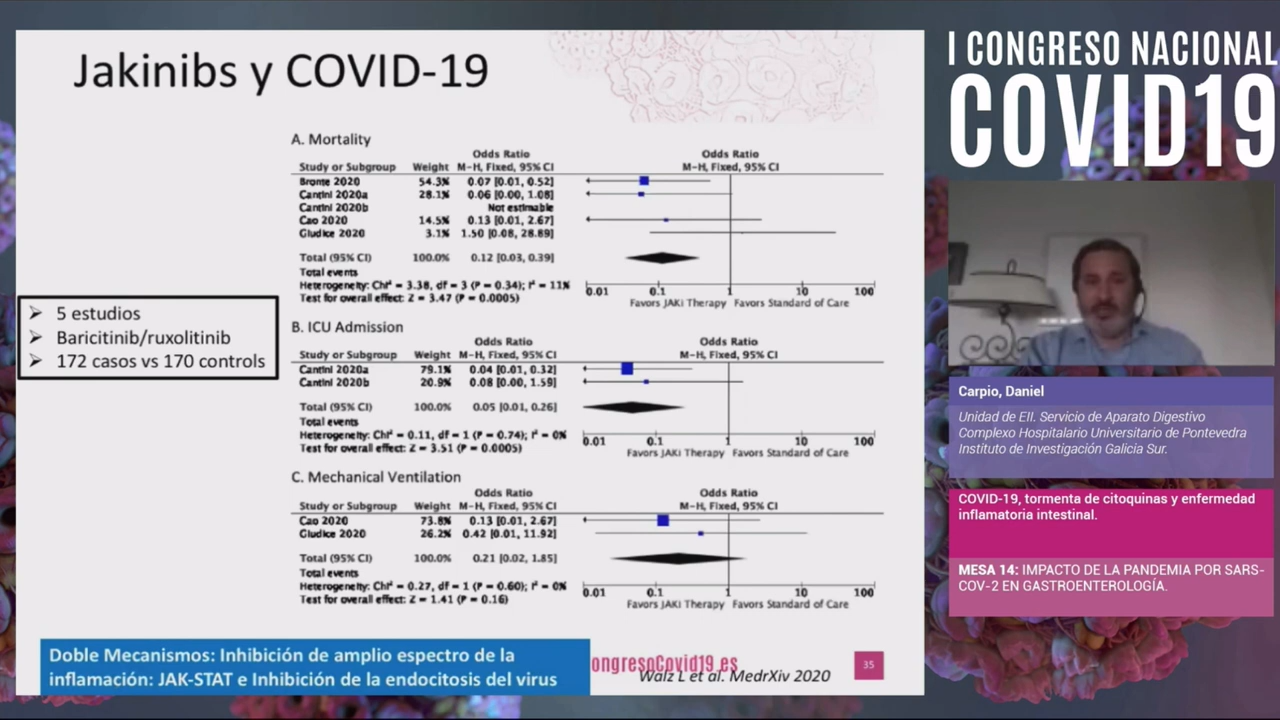 Jakinibs y COVID-19
A. Mortality
Odds Ratio Odds Ratio
Study or Subgroup Weight M-H, Fixed, 95% CI M-H, Fixed, 95% CI
Bronte 2020 54.3% 0.07 [0.01, 0.52]
Cantini 2020a 28.1% 0.06 [0.00, 1.08]
Cantini 2020b Not estimable
Cao 2020 14.5% 0.13 [0.01, 2.67]
Giudice 2020 3.1% 1.50 [0.08, 28.89]
Total (95% CI) 100.0% 0.12 [0.03, 0.39]
Total events
Heterogeneity: Chi² = 3.38, df = 3 (P = 0.34); I² = 11%
Test for overall effect: Z = 3.47 (P = 0.0005)
0.01 0.1 1 10 100
Favors JAKi Therapy Favors Standard of Care
5 estudios
Baricitinib/ruxolitinib
172 casos vs 170 controls
B. ICU Admission
Odds Ratio Odds Ratio
Study or Subgroup Weight M-H, Fixed, 95% CI M-H, Fixed, 95% CI
Cantini 2020a 79.1% 0.04 [0.01, 0.32]
Cantini 2020b 20.9% 0.08 [0.00, 1.59]
Total (95% CI) 100.0% 0.05 [0.01, 0.26]
Total events
Heterogeneity: Chi² = 0.11, df = 1 (P = 0.74); I² = 0%
Test for overall effect: Z = 3.51 (P = 0.0005)
0.01 0.1 1 10 100
Favors JAKi Therapy Favors Standard of Care
C. Mechanical Ventilation
Odds Ratio Odds Ratio
Study or Subgroup Weight M-H, Fixed, 95% CI M-H, Fixed, 95% CI
Cao 2020 73.8% 0.13 [0.01, 2.67]
Giudice 2020 26.2% 0.42 [0.01, 11.92]
Total (95% CI) 100.0% 0.21 [0.02, 1.85]
Total events
Heterogeneity: Chi² = 0.27, df = 1 (P = 0.60); I² = 0%
Test for overall effect: Z = 1.41 (P = 0.16)
0.01 0.1 1 10 100
Favors JAKi Therapy Favors Standard of Care
Doble Mecanismos: Inhibición de amplio espectro de la
inflamación: JAK-STAT e Inhibición de la endocitosis del virus
ongresoCovid19.es
Walz L et al. MedrXiv 2020
35
I CONGRESO NACIONAL
COVID19
Carpio, Daniel
Unidad de EII. Servicio de Aparato Digestivo
Complexo Hospitalario Universitario de Pontevedra
Instituto de Investigación Galicia Sur.
COVID-19, tormenta de citoquinas y enfermedad
inflamatoria intestinal.
MESA 14: IMPACTO DE LA PANDEMIA POR SARS-
COV-2 EN GASTROENTEROLOGÍA.